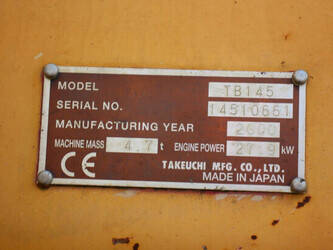 MODEL TB145
SERIAL NO. 14510661
MANUFACTURING YEAR 2000
MACHINE MASS 4.7 t ENGINE POWER 27.9 kW
CE TAKEUCHI MFG. CO., LTD.
MADE IN JAPAN